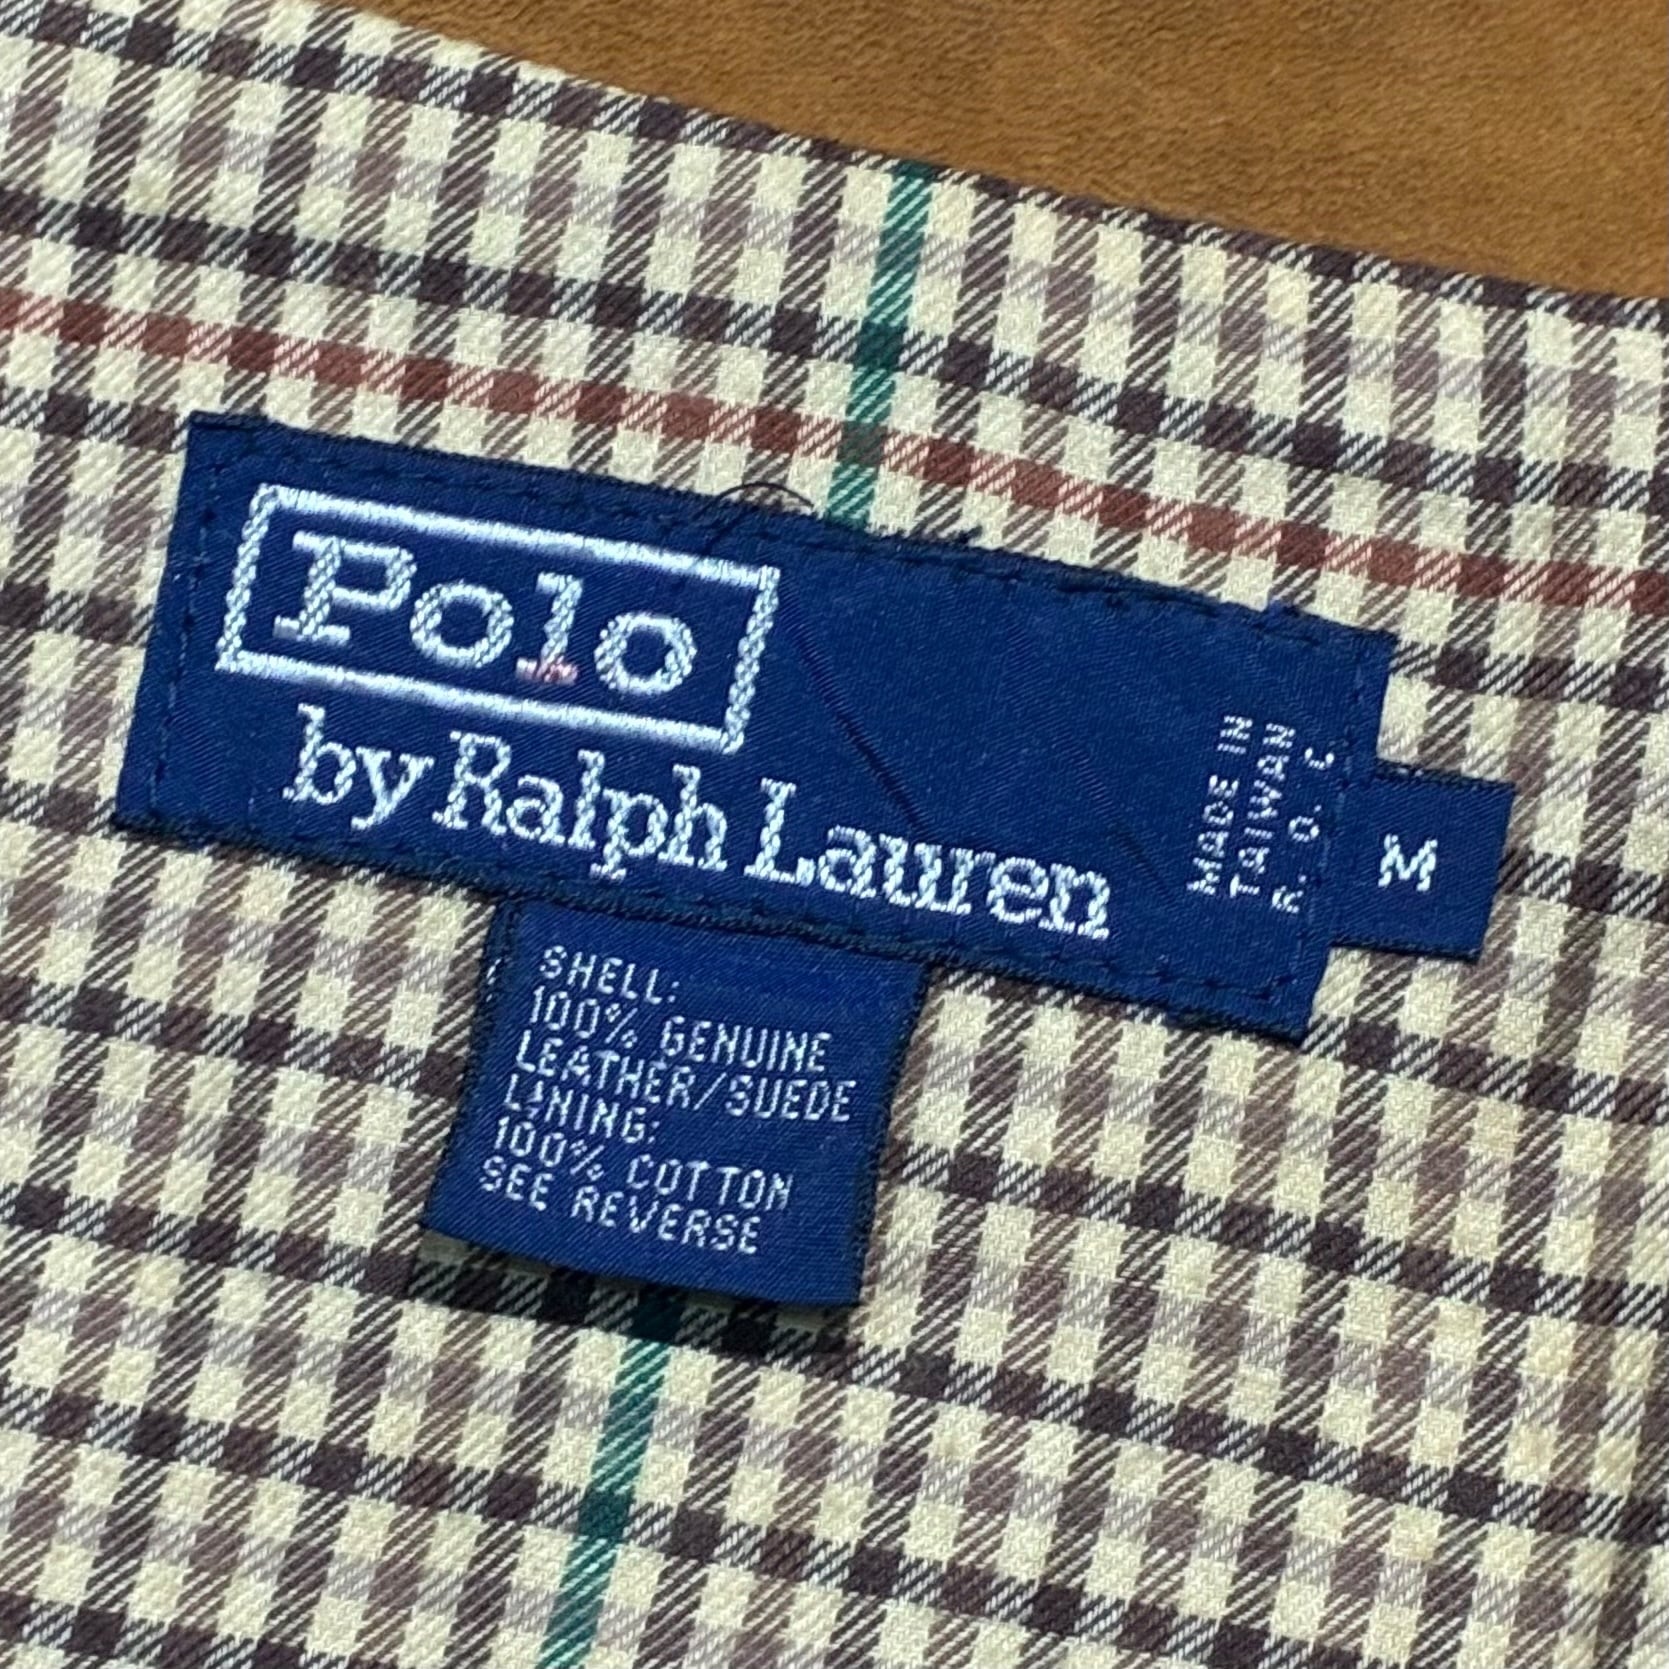 Polo
by Ralph Lauren
MADE IN
TAIWAN
R. O. C
M
SHELL:
100% GENUINE
LEATHER/SUEDE
LINING:
100% COTTON
SEE REVERSE